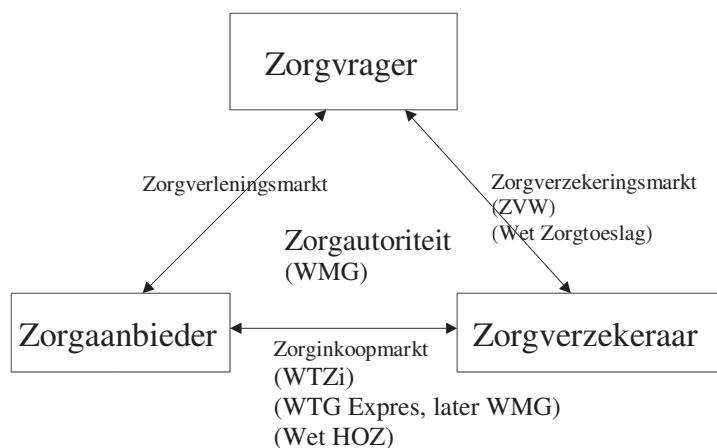 Zorgvrager
Zorgverleningsmarkt
Zorgverzekeringsmarkt
(ZVW)
(Wet Zorgtoeslag)
Zorgautoriteit
(WMG)
Zorgaanbieder
Zorgverzekeraar
Zorginkoopmarkt
(WTZi)
(WTG Expres, later WMG)
(Wet HOZ)